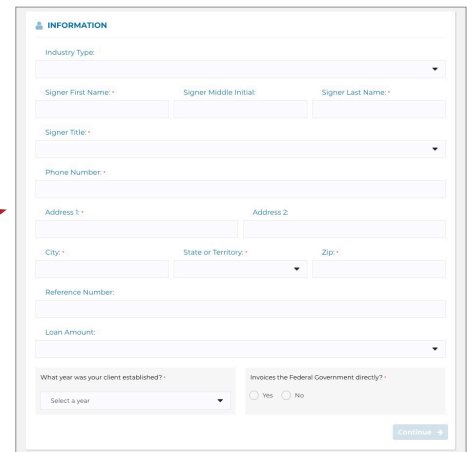 INFORMATION
Industry Type:
Signer First Name: * Signer Middle Initial: Signer Last Name: *
Signer Title: *
Phone Number: *
Address 1: * Address 2:
City: * State or Territory: * Zip: *
Reference Number:
Loan Amount:
What year was your client established? * Invoices the Federal Government directly? *
Select a year Yes No
Continue →